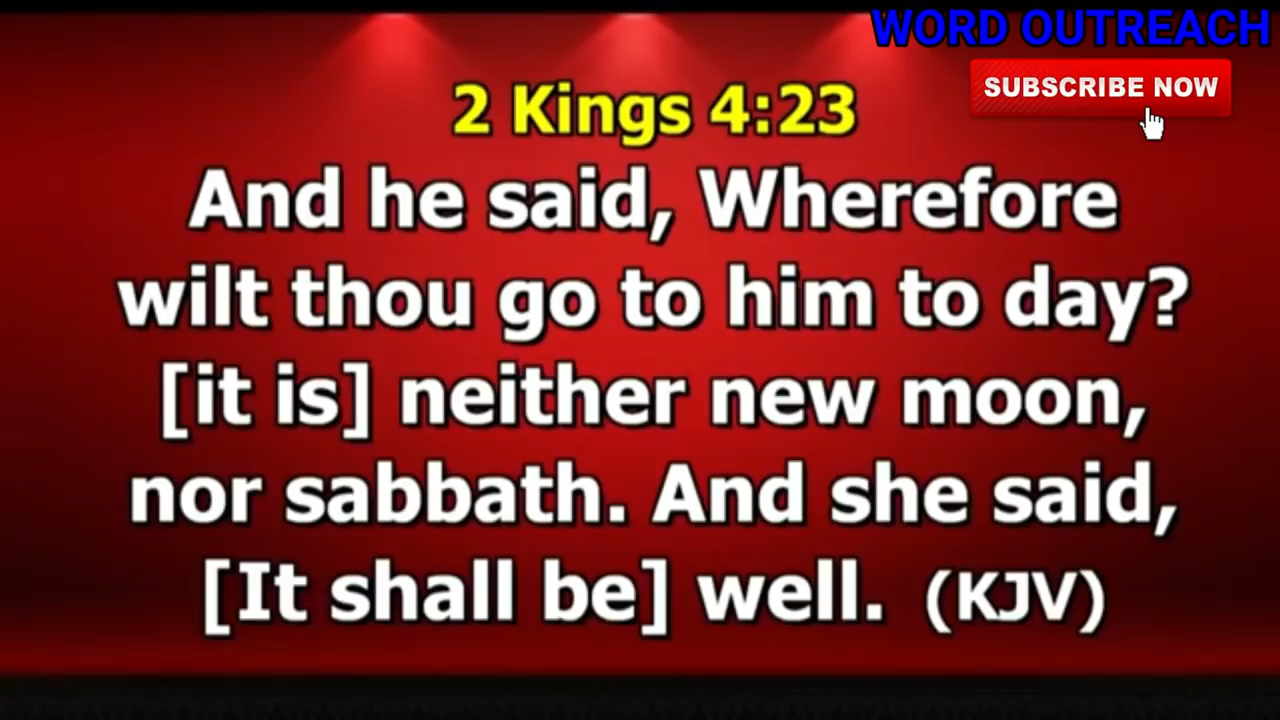 WORD OUTREACH
SUBSCRIBE NOW
2 Kings 4:23
And he said, Wherefore
wilt thou go to him to day?
[it is] neither new moon,
nor sabbath. And she said,
[It shall be] well. (KJV)